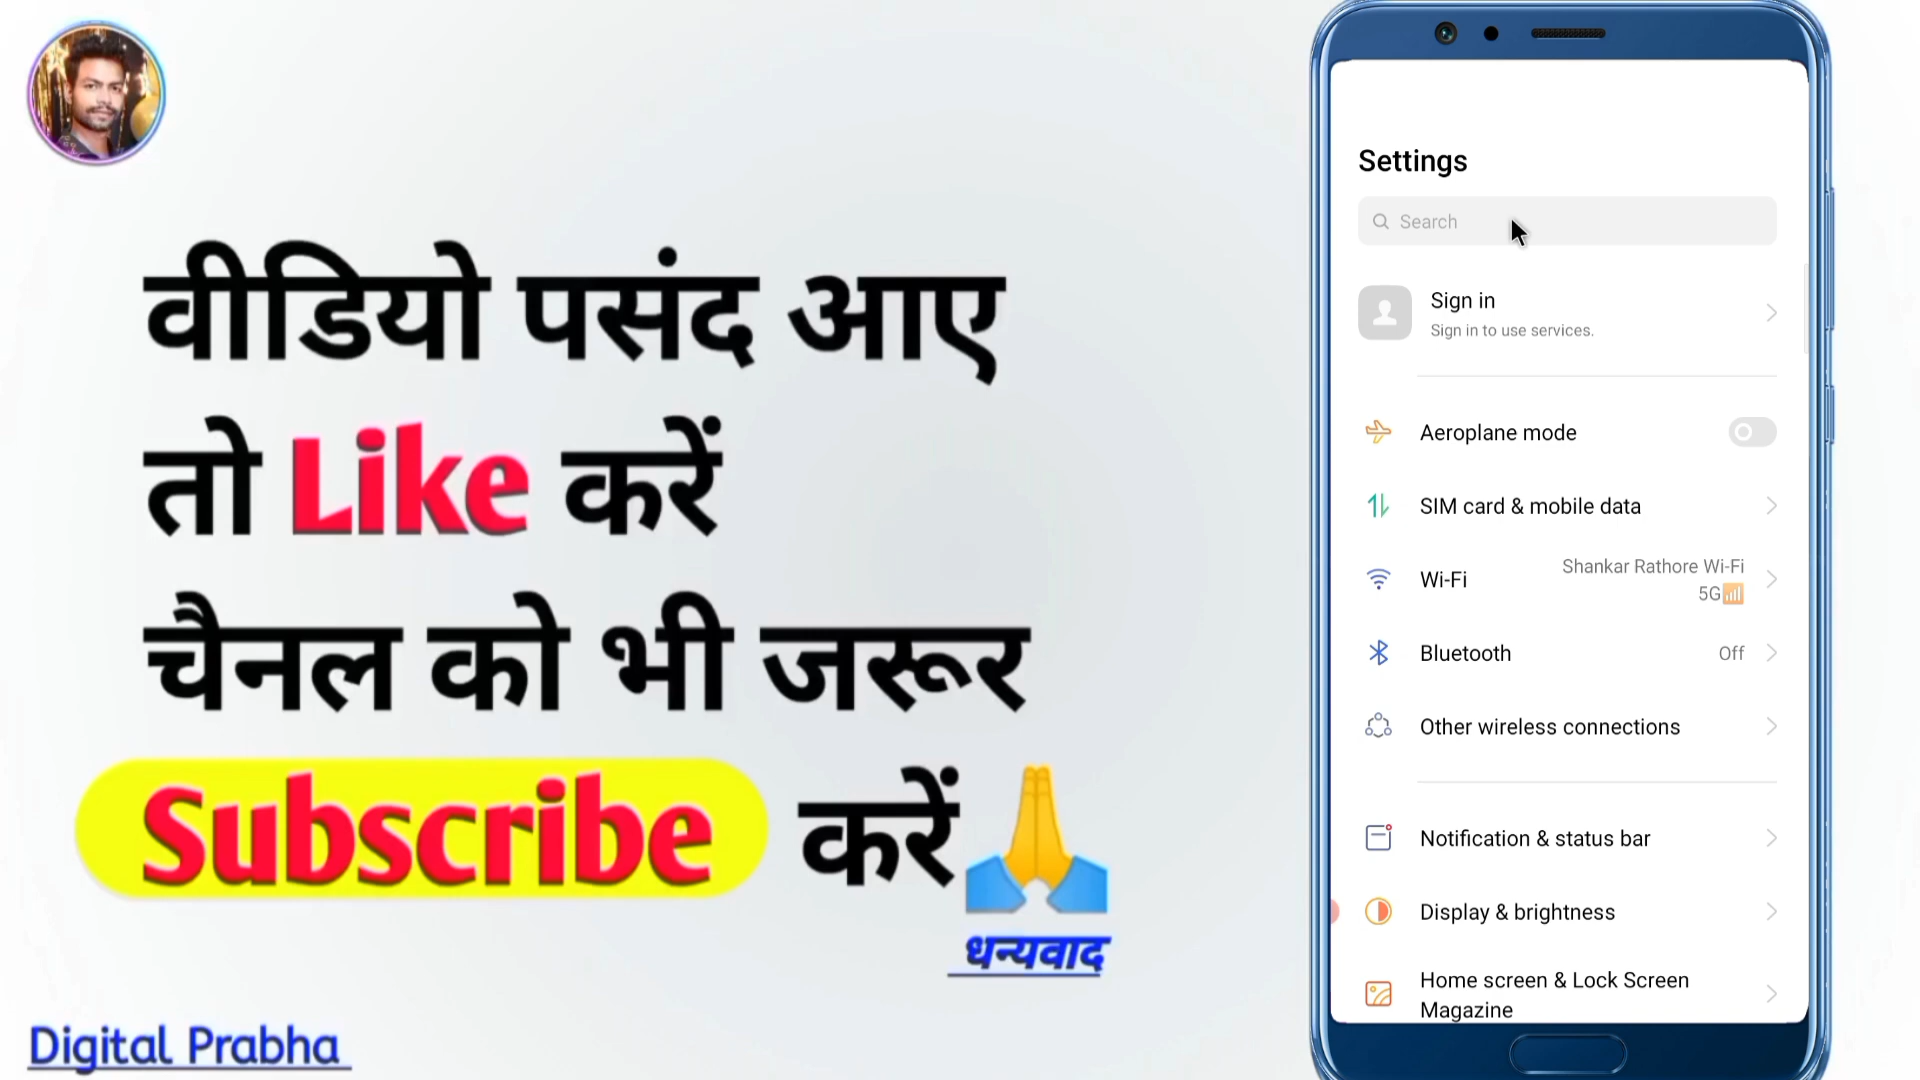 वीडियो पसंद आए
तो Like करें
चैनल को भी जरूर
Subscribe करें
धन्यवाद
Digital Prabha
Settings
Search
Sign in
Sign in to use services.
Aeroplane mode
SIM card & mobile data
Wi-Fi
Shankar Rathore Wi-Fi
5G
Bluetooth Off
Other wireless connections
Notification & status bar
Display & brightness
Home screen & Lock Screen
Magazine